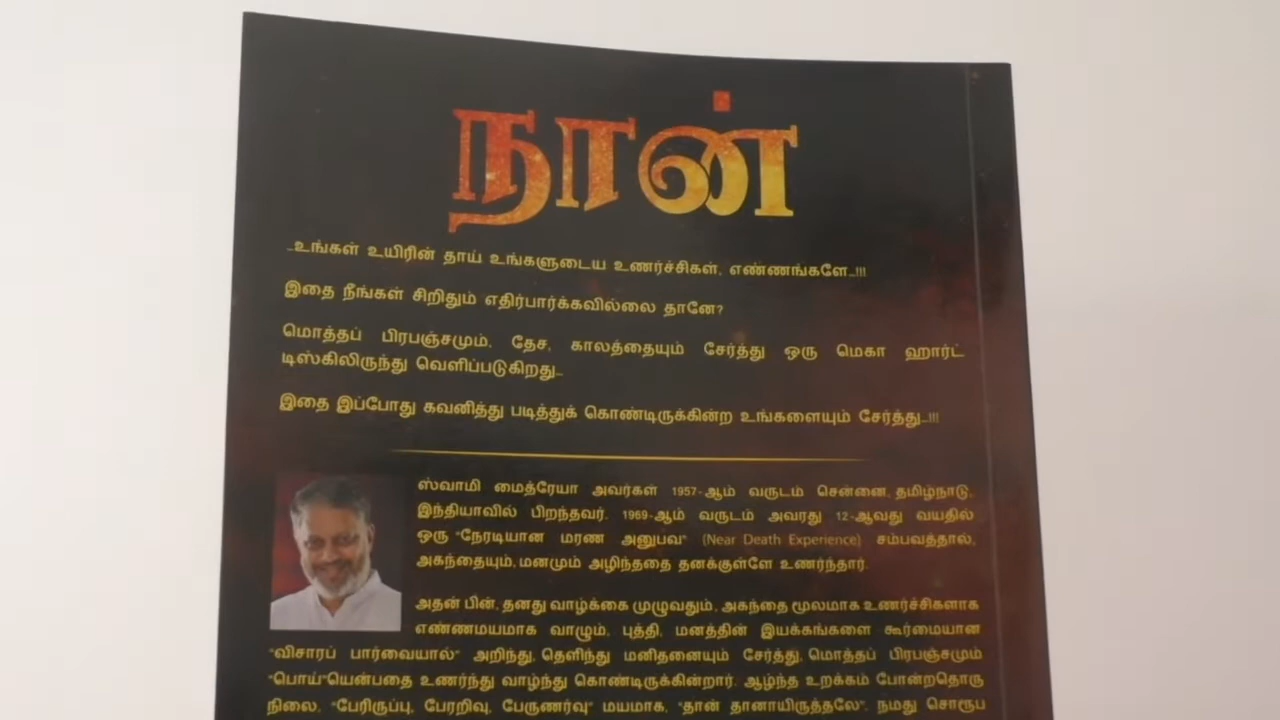 நான்
...உங்கள் உயிரின் தாய் உங்களுடைய உணர்ச்சிகள், எண்ணங்களே...!!!
இதை நீங்கள் சிறிதும் எதிர்பார்க்கவில்லை தானே?
மொத்தப் பிரபஞ்சமும், தேச, காலத்தையும் சேர்த்து ஒரு மெகா ஹார்ட்
டிஸ்கிலிருந்து வெளிப்படுகிறது...
இதை இப்போது கவனித்து படித்துக் கொண்டிருக்கின்ற உங்களையும் சேர்த்து...!!!
ஸ்வாமி மைத்ரேயா அவர்கள் 1957-ஆம் வருடம் சென்னை, தமிழ்நாடு,
இந்தியாவில் பிறந்தவர். 1969-ஆம் வருடம் அவரது 12-ஆவது வயதில்
ஒரு "நேரடியான மரண அனுபவ" (Near Death Experience) சம்பவத்தால்,
அகந்தையும், மனமும் அழிந்ததை தனக்குள்ளே உணர்ந்தார்.
அதன் பின், தனது வாழ்க்கை முழுவதும், அகந்தை மூலமாக உணர்ச்சிகளாக
எண்ணமயமாக வாழும், புத்தி, மனத்தின் இயக்கங்களை கூர்மையான
"விசாரப் பார்வையால்" அறிந்து, தெளிந்து மனிதனையும் சேர்த்து, மொத்தப் பிரபஞ்சமும்
"பொய்"யென்பதை உணர்ந்து வாழ்ந்து கொண்டிருக்கின்றார். ஆழ்ந்த உறக்கம் போன்றதொரு
நிலை, "பேரிருப்பு, பேரறிவு, பேருணர்வு" மயமாக, "தான் தானாயிருத்தலே". நமது சொரூப